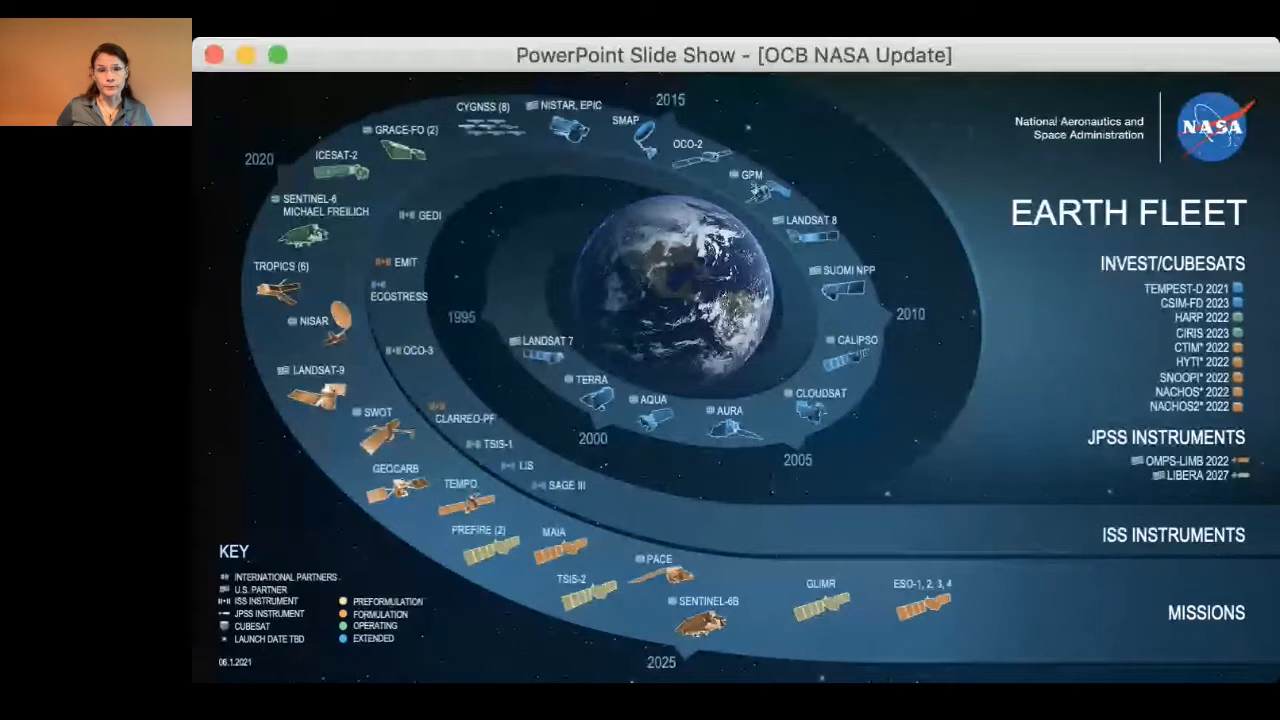 PowerPoint Slide Show - [OCB NASA Update]
National Aeronautics and
Space Administration
NASA
EARTH FLEET
INVEST/CUBESATS
TEMPEST-D 2021
CSIM-FD 2023
HARP 2022
CIRIS 2023
CTIM* 2022
HYTI* 2022
SNOOPI* 2022
NACHOS* 2022
NACHOS2* 2022
JPSS INSTRUMENTS
OMPS-LIMB 2022
LIBERA 2027
ISS INSTRUMENTS
MISSIONS
2015
CYGNSS (8)
NISTAR, EPIC
SMAP
GRACE-FO (2)
OCO-2
ICESAT-2
2020
GPM
SENTINEL-6
MICHAEL FREILICH
GEDI
LANDSAT 8
TROPICS (6)
EMIT
SUOMI NPP
ECOSTRESS
NISAR
1995
2010
LANDSAT 7
CALIPSO
OCO-3
LANDSAT-9
TERRA
AQUA
AURA
CLOUDSAT
SWOT
CLARREO-PF
2000
TSIS-1
2005
GEOCARB
LIS
TEMPO
SAGE III
PREFIRE (2)
MAIA
PACE
TSIS-2
SENTINEL-6B
GLIMR
ESO-1, 2, 3, 4
2025
KEY
INTERNATIONAL PARTNERS
U.S. PARTNER
ISS INSTRUMENT
JPSS INSTRUMENT
CUBESAT
* LAUNCH DATE TBD
PREFORMULATION
FORMULATION
OPERATING
EXTENDED
06.1.2021